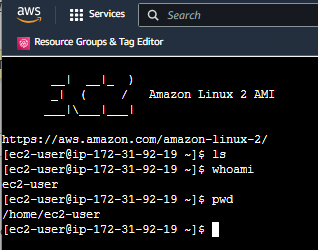 aws
Services
Search
Resource Groups & Tag Editor
__|  __|_  )
_|  (     /   Amazon Linux 2 AMI
___|\___|___|
https://aws.amazon.com/amazon-linux-2/
[ec2-user@ip-172-31-92-19 ~]$ ls
[ec2-user@ip-172-31-92-19 ~]$ whoami
ec2-user
[ec2-user@ip-172-31-92-19 ~]$ pwd
/home/ec2-user
[ec2-user@ip-172-31-92-19 ~]$